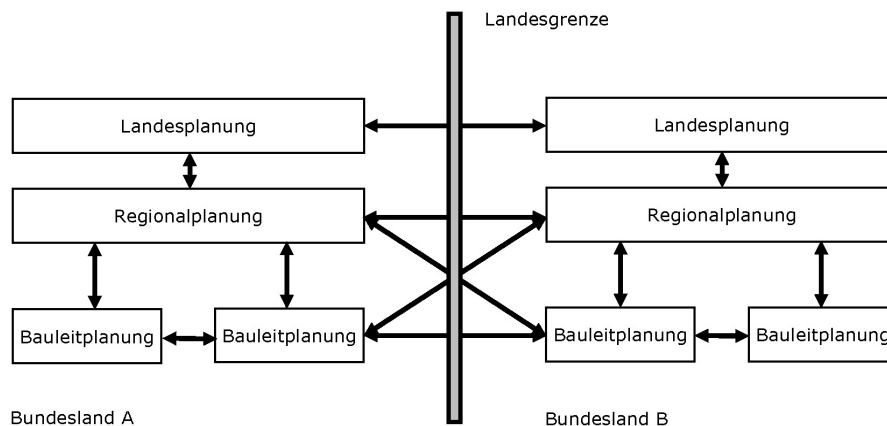 Landesgrenze
Landesplanung
Landesplanung
Regionalplanung
Regionalplanung
Bauleitplanung
Bauleitplanung
Bauleitplanung
Bauleitplanung
Bundesland A
Bundesland B